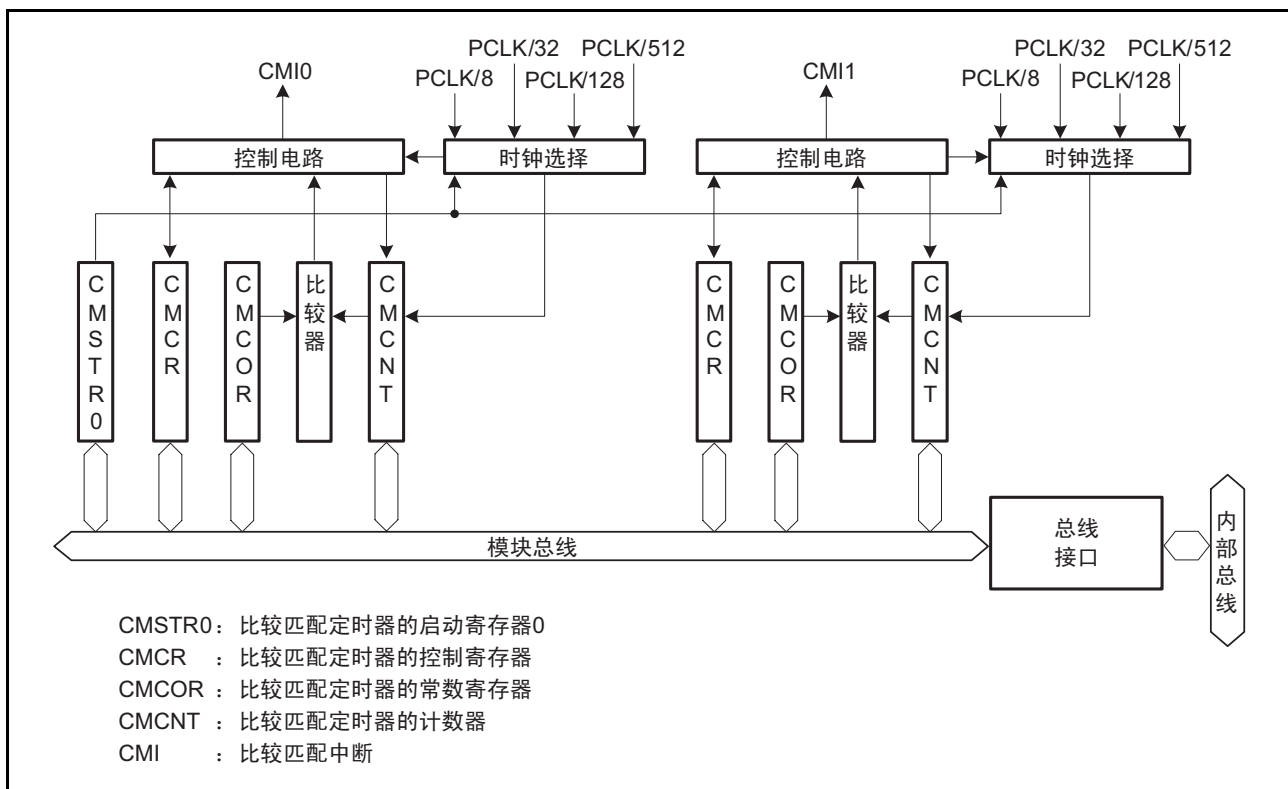 PCLK/32 PCLK/512
CMI0 PCLK/8 PCLK/128
控制电路 时钟选择
PCLK/32 PCLK/512
CMI1 PCLK/8 PCLK/128
控制电路 时钟选择
CMSTR0
CMCR
CMCOR
比较器
CMCNT
CMCR
CMCOR
比较器
CMCNT
模块总线
总线
接口
内部总线
CMSTR0： 比较匹配定时器的启动寄存器0
CMCR ： 比较匹配定时器的控制寄存器
CMCOR ： 比较匹配定时器的常数寄存器
CMCNT ： 比较匹配定时器的计数器
CMI ： 比较匹配中断